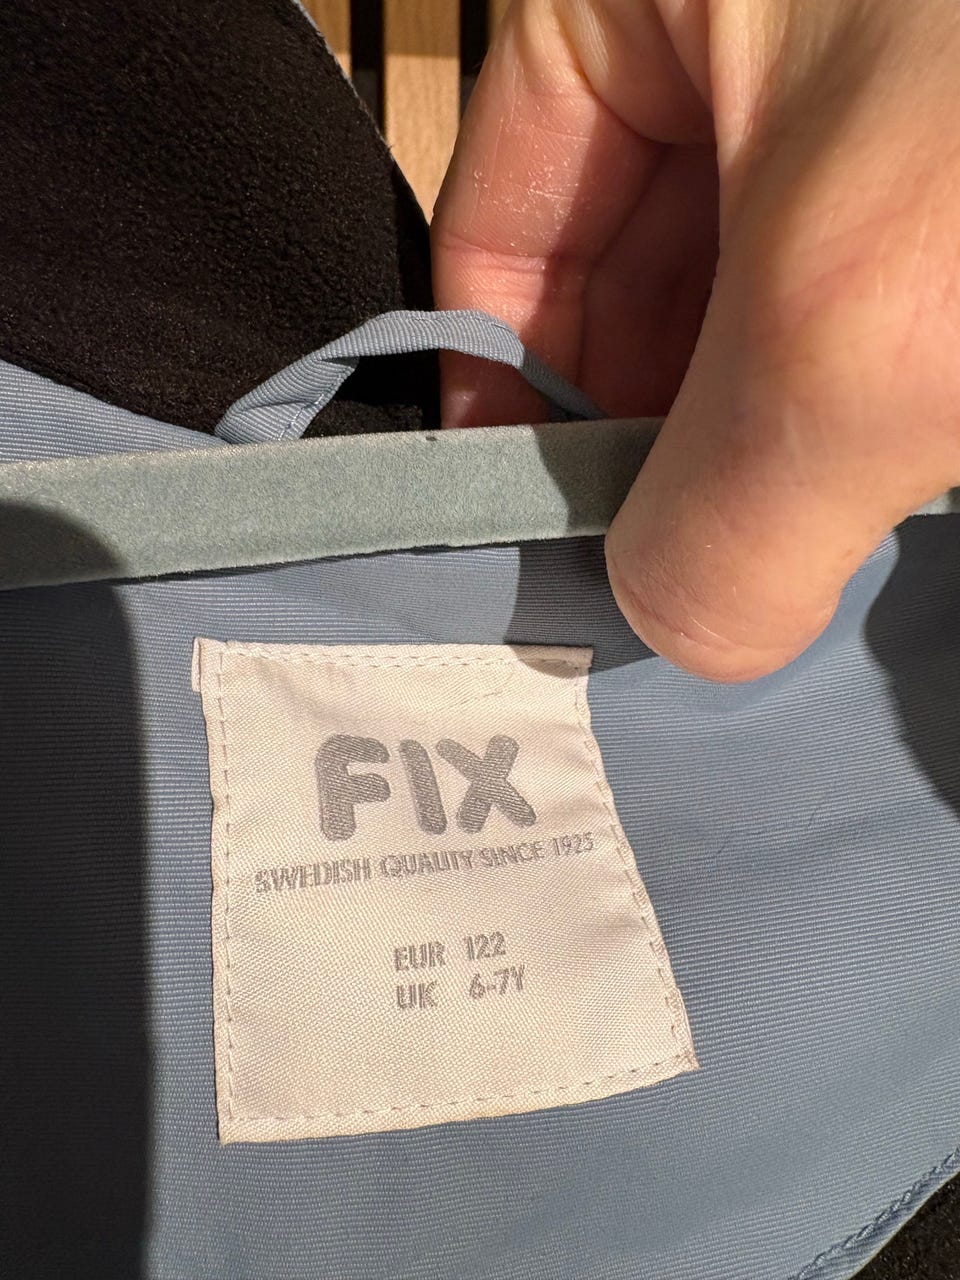 FIX
SWEDISH QUALITY SINCE 1925
EUR 122
UK 6-7Y